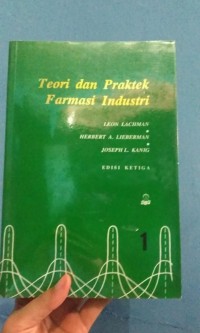 Teori dan Praktek
Farmasi Industri
LEON LACHMAN
HERBERT A. LIEBERMAN
JOSEPH L. KANIG
EDISI KETIGA
1